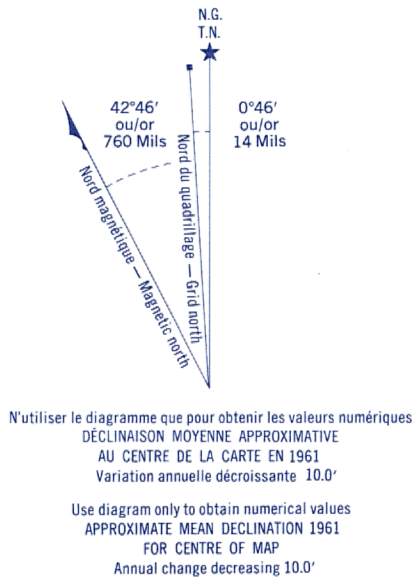 N.G.
T.N.
42°46′
ou/or
760 Mils
0°46′
ou/or
14 Mils
Nord magnétique — Magnetic north
Nord du quadrillage — Grid north
N'utiliser le diagramme que pour obtenir les valeurs numériques
DÉCLINAISON MOYENNE APPROXIMATIVE
AU CENTRE DE LA CARTE EN 1961
Variation annuelle décroissante 10.0′
Use diagram only to obtain numerical values
APPROXIMATE MEAN DECLINATION 1961
FOR CENTRE OF MAP
Annual change decreasing 10.0′